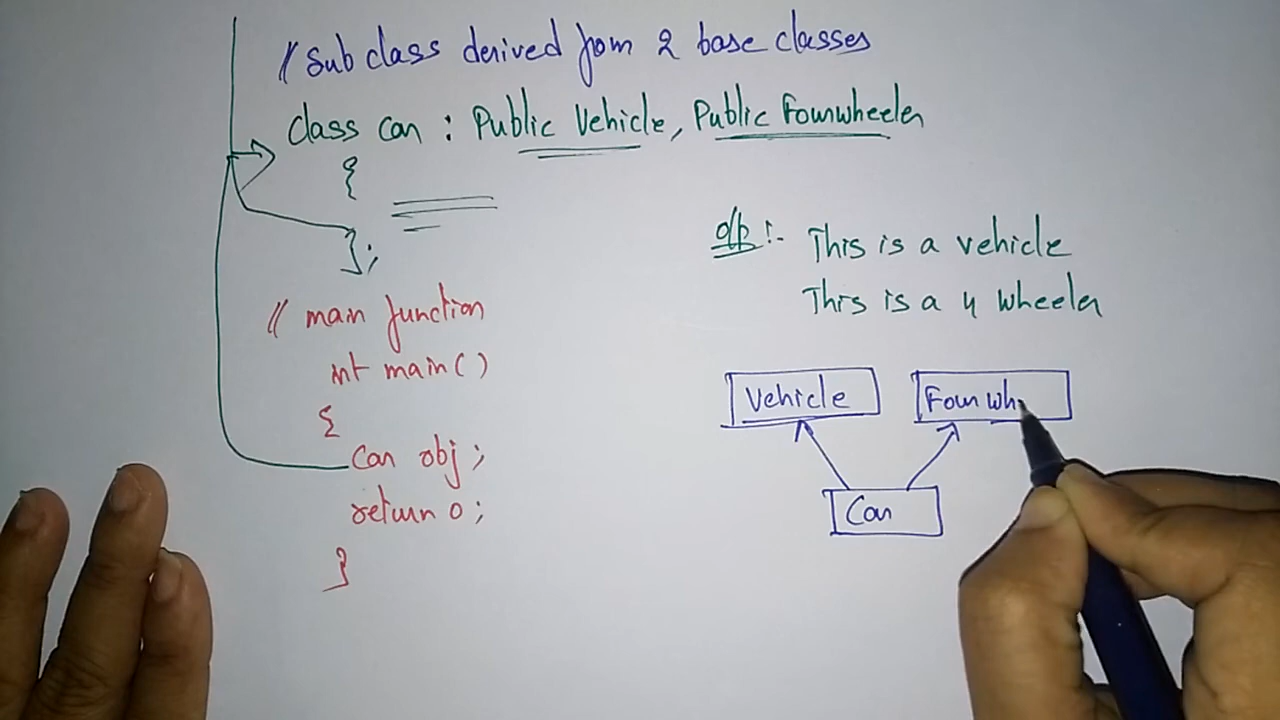 // Sub class derived from 2 base classes
class Car : Public Vehicle, Public Fourwheeler
{
};
// main function
int main()
{
Car obj;
return 0;
}
o/p :- This is a vehicle
This is a 4 wheeler
Vehicle
Four whe
Car